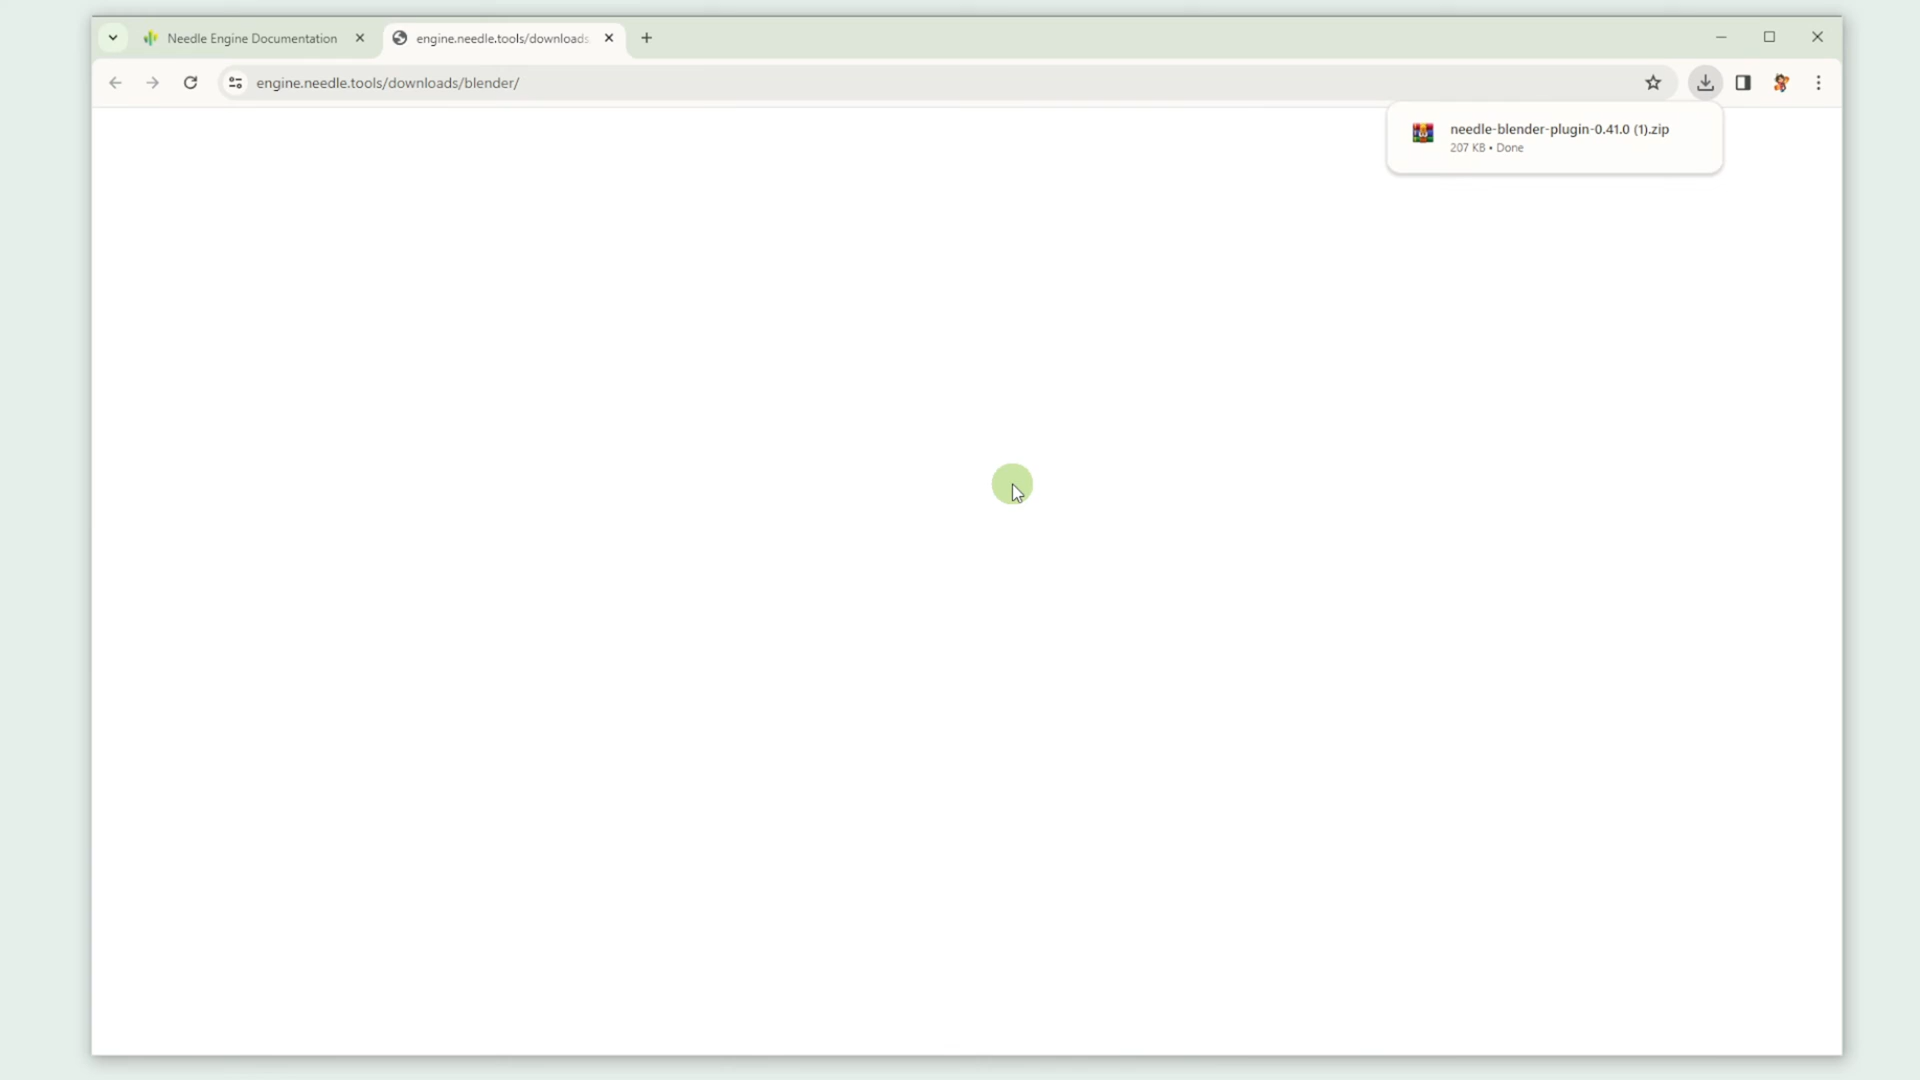 Needle Engine Documentation
engine.needle.tools/downloads
engine.needle.tools/downloads/blender/
needle-blender-plugin-0.41.0 (1).zip
207 KB • Done